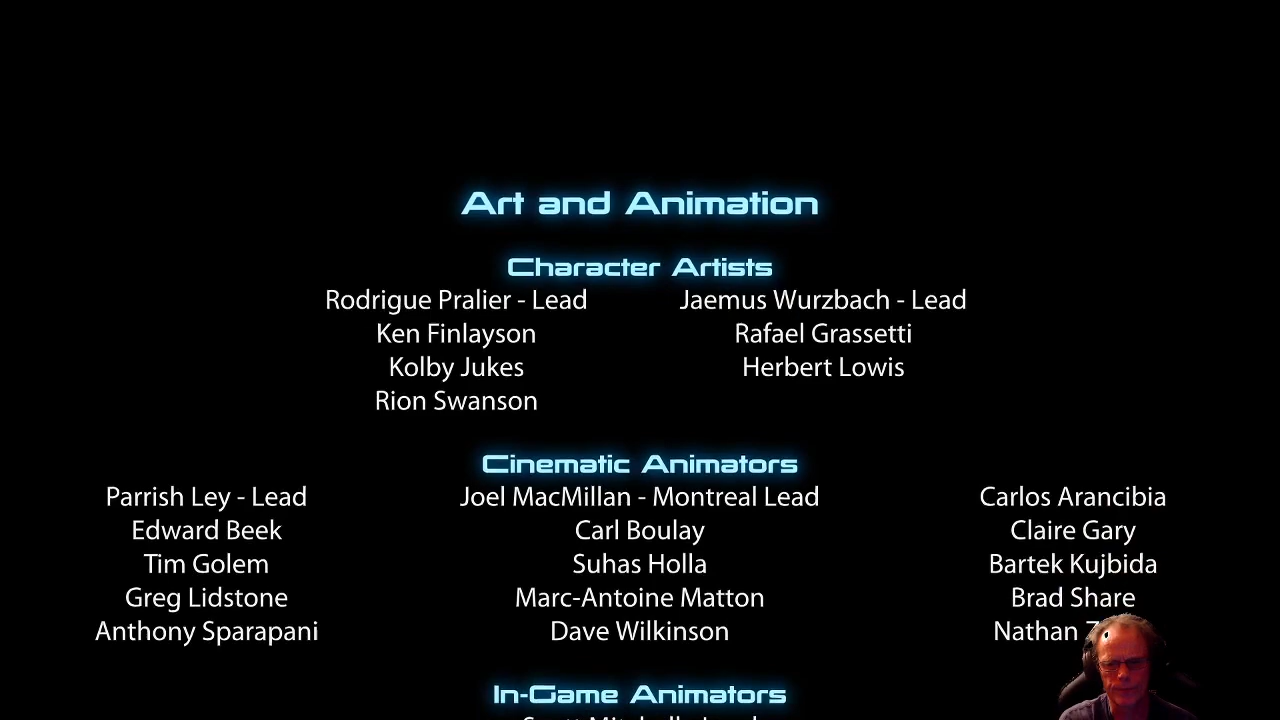 Art and Animation
Character Artists
Rodrigue Pralier - Lead
Jaemus Wurzbach - Lead
Ken Finlayson
Rafael Grassetti
Kolby Jukes
Herbert Lowis
Rion Swanson
Cinematic Animators
Parrish Ley - Lead
Joel MacMillan - Montreal Lead
Carlos Arancibia
Edward Beek
Carl Boulay
Claire Gary
Tim Golem
Suhas Holla
Bartek Kujbida
Greg Lidstone
Marc-Antoine Matton
Brad Share
Anthony Sparapani
Dave Wilkinson
Nathan
In-Game Animators